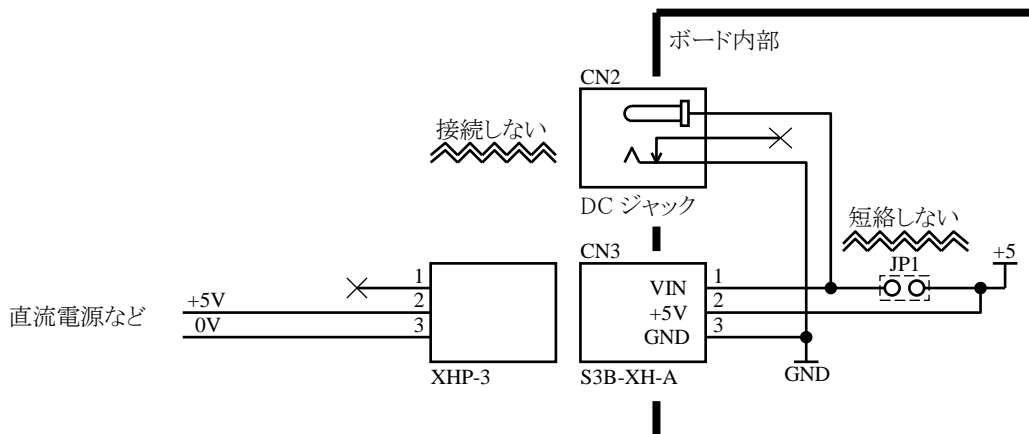 ボード内部
CN2
接続しない
DC ジャック
短絡しない
CN3
JP1
+5
1
VIN
1
+5V
2
+5V
2
直流電源など
0V
3
GND
3
XHP-3
S3B-XH-A
GND